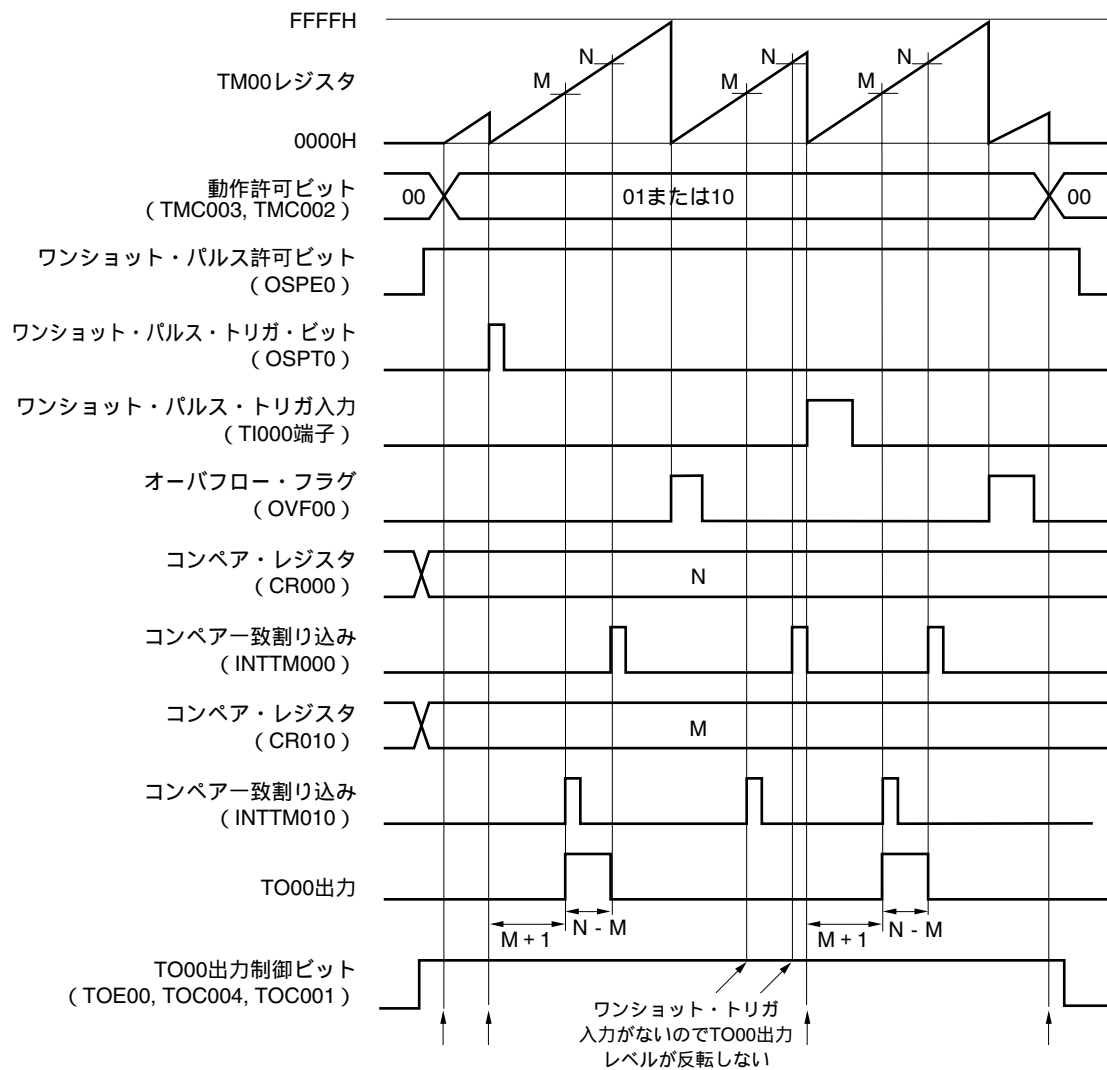 FFFFH
TM00レジスタ
0000H
M
N
M
N
M
N
動作許可ビット
（TMC003, TMC002）
00
01または10
00
ワンショット・パルス許可ビット
（OSPE0）
ワンショット・パルス・トリガ・ビット
（OSPT0）
ワンショット・パルス・トリガ入力
（TI000端子）
オーバフロー・フラグ
（OVF00）
コンペア・レジスタ
（CR000）
N
コンペア一致割り込み
（INTTM000）
コンペア・レジスタ
（CR010）
M
コンペア一致割り込み
（INTTM010）
TO00出力
M + 1
N - M
M + 1
N - M
TO00出力制御ビット
（TOE00, TOC004, TOC001）
ワンショット・トリガ
入力がないのでTO00出力
レベルが反転しない